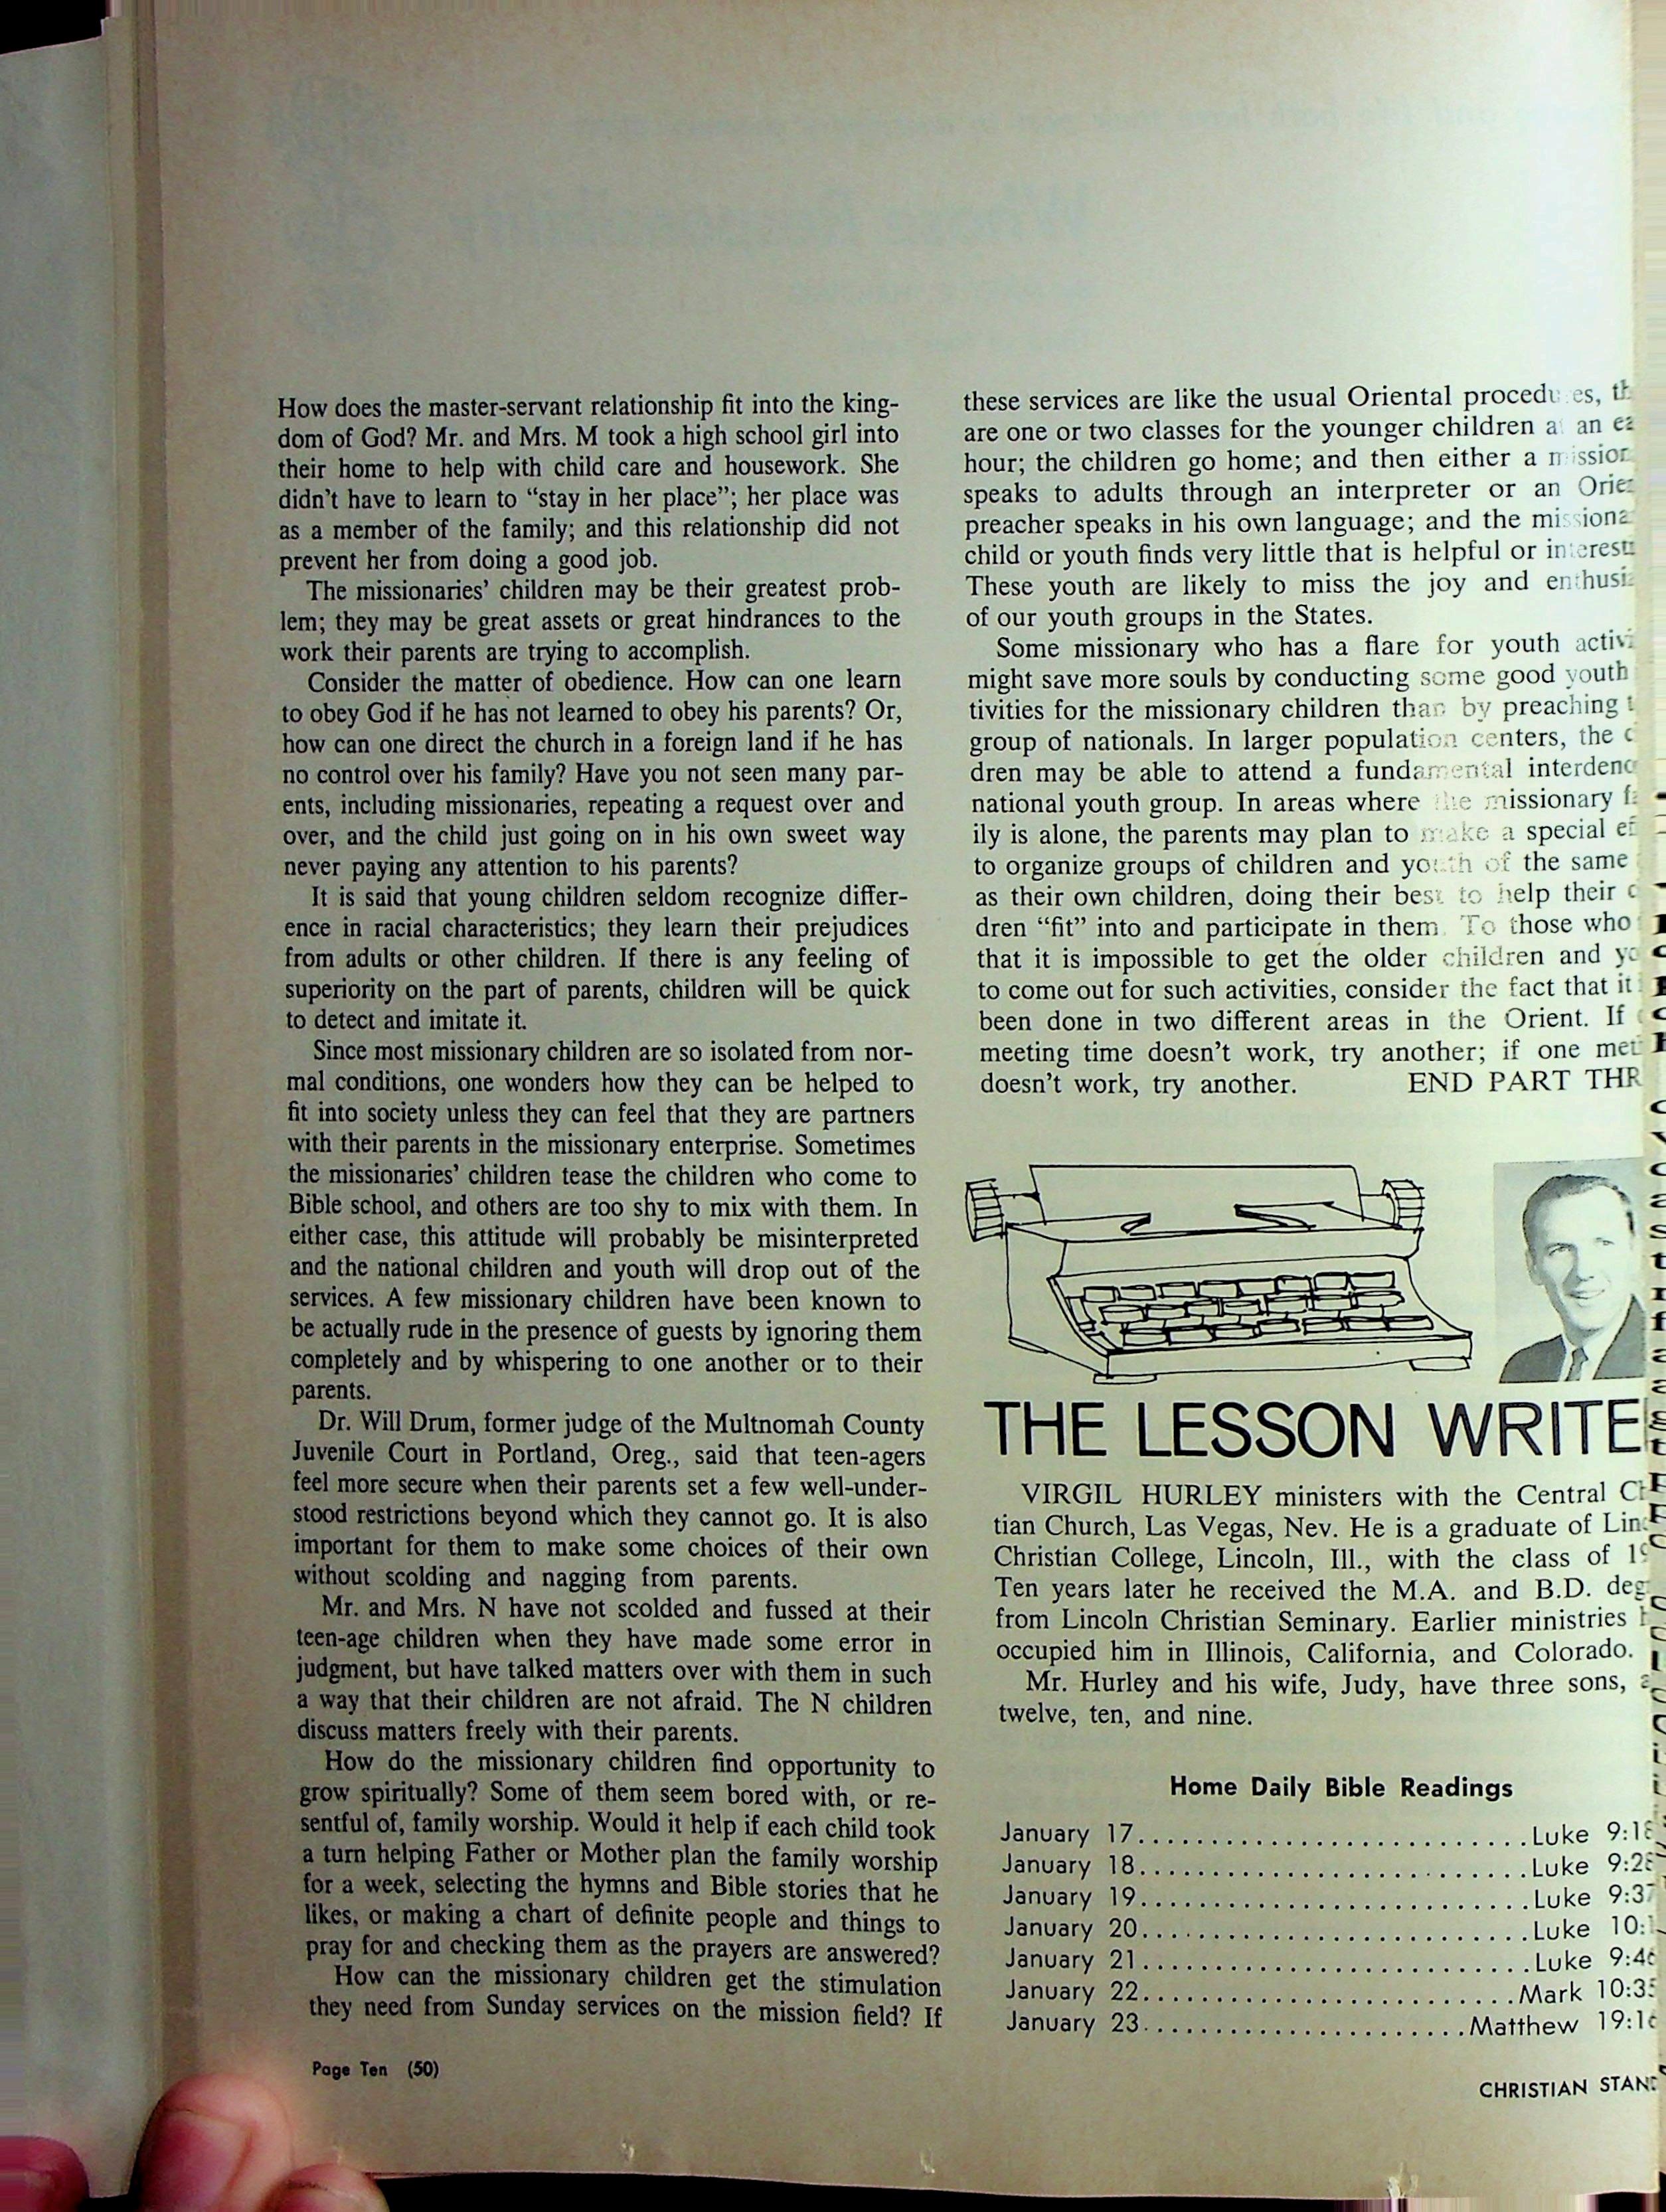 How does the master-servant relationship fit into the king-
dom of God? Mr. and Mrs. M took a high school girl into
their home to help with child care and housework. She
didn't have to learn to “stay in her place”; her place was
as a member of the family; and this relationship did not
prevent her from doing a good job.
The missionaries' children may be their greatest prob-
lem; they may be great assets or great hindrances to the
work their parents are trying to accomplish.
Consider the matter of obedience. How can one learn
to obey God if he has not learned to obey his parents? Or,
how can one direct the church in a foreign land if he has
no control over his family? Have you not seen many par-
ents, including missionaries, repeating a request over and
over, and the child just going on in his own sweet way
never paying any attention to his parents?
It is said that young children seldom recognize differ-
ence in racial characteristics; they learn their prejudices
from adults or other children. If there is any feeling of
superiority on the part of parents, children will be quick
to detect and imitate it.
Since most missionary children are so isolated from nor-
mal conditions, one wonders how they can be helped to
fit into society unless they can feel that they are partners
with their parents in the missionary enterprise. Sometimes
the missionaries' children tease the children who come to
Bible school, and others are too shy to mix with them. In
either case, this attitude will probably be misinterpreted
and the national children and youth will drop out of the
services. A few missionary children have been known to
be actually rude in the presence of guests by ignoring them
completely and by whispering to one another or to their
parents.
Dr. Will Drum, former judge of the Multnomah County
Juvenile Court in Portland, Oreg., said that teen-agers
feel more secure when their parents set a few well-under-
stood restrictions beyond which they cannot go. It is also
important for them to make some choices of their own
without scolding and nagging from parents.
Mr. and Mrs. N have not scolded and fussed at their
teen-age children when they have made some error in
judgment, but have talked matters over with them in such
a way that their children are not afraid. The N children
discuss matters freely with their parents.
How do the missionary children find opportunity to
grow spiritually? Some of them seem bored with, or re-
sentful of, family worship. Would it help if each child took
a turn helping Father or Mother plan the family worship
for a week, selecting the hymns and Bible stories that he
likes, or making a chart of definite people and things to
pray for and checking them as the prayers are answered?
How can the missionary children get the stimulation
they need from Sunday services on the mission field? If
these services are like the usual Oriental procedures,
are one or two classes for the younger children at an
hour; the children go home; and then either a
speaks to adults through an interpreter or an
preacher speaks in his own language; and the
child or youth finds very little that is helpful or
These youth are likely to miss the joy and
of our youth groups in the States.
Some missionary who has a flare for youth
might save more souls by conducting some good youth
tivities for the missionary children than by preaching
group of nationals. In larger population centers, the
dren may be able to attend a fundamental
national youth group. In areas where the missionary
ily is alone, the parents may plan to make a special
to organize groups of children and youth of the same
as their own children, doing their best to help their
dren “fit” into and participate in them. To those who
that it is impossible to get the older children and
to come out for such activities, consider the fact that it
been done in two different areas in the Orient. If
meeting time doesn't work, try another; if one
doesn't work, try another. END PART
THE LESSON WRITE
VIRGIL HURLEY ministers with the Central
tian Church, Las Vegas, Nev. He is a graduate of
Christian College, Lincoln, Ill., with the class of
Ten years later he received the M.A. and B.D.
from Lincoln Christian Seminary. Earlier ministries
occupied him in Illinois, California, and Colorado.
Mr. Hurley and his wife, Judy, have three sons,
twelve, ten, and nine.
Home Daily Bible Readings
January 17 Luke 9:18
January 18 Luke 9:28
January 19 Luke 9:37
January 20 Luke 10:1
January 21 Luke 9:46
January 22 Mark 10:35
January 23 Matthew 19:16
Page Ten (50)
CHRISTIAN